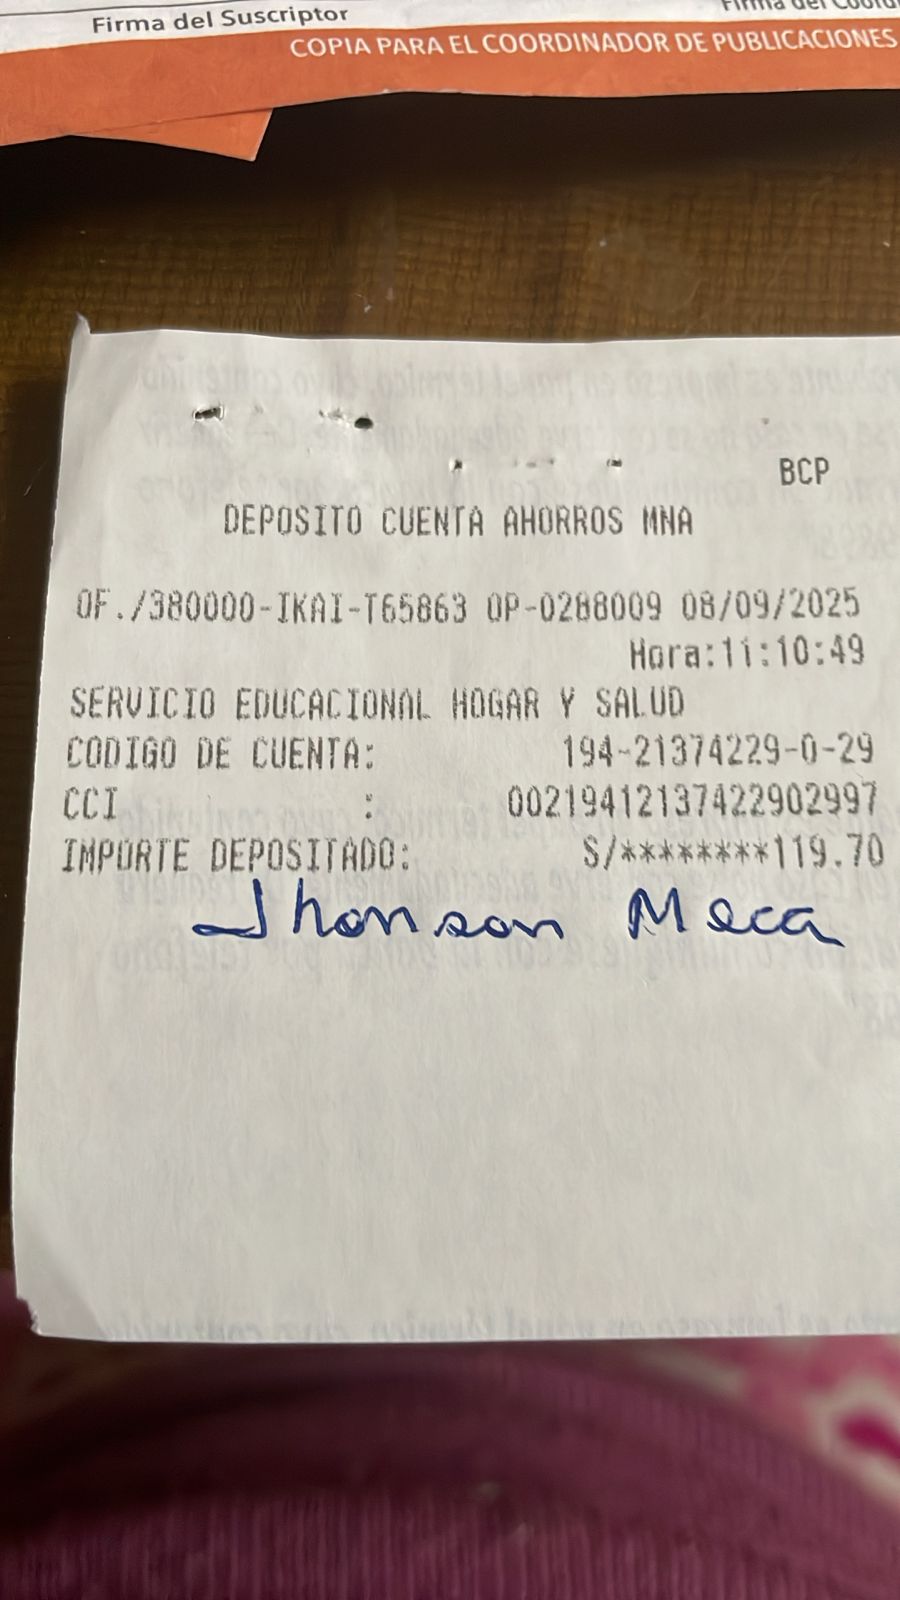 Firma del Suscriptor
COPIA PARA EL COORDINADOR DE PUBLICACIONES
BCP
DEPOSITO CUENTA AHORROS MNA
OF./380000-IKAI-T65863 OP-0288009 08/09/2025
Hora:11:10:49
SERVICIO EDUCACIONAL HOGAR Y SALUD
CODIGO DE CUENTA: 194-21374229-0-29
CCI : 00219412137422902997
IMPORTE DEPOSITADO: S/********119.70
Jhonson Meca